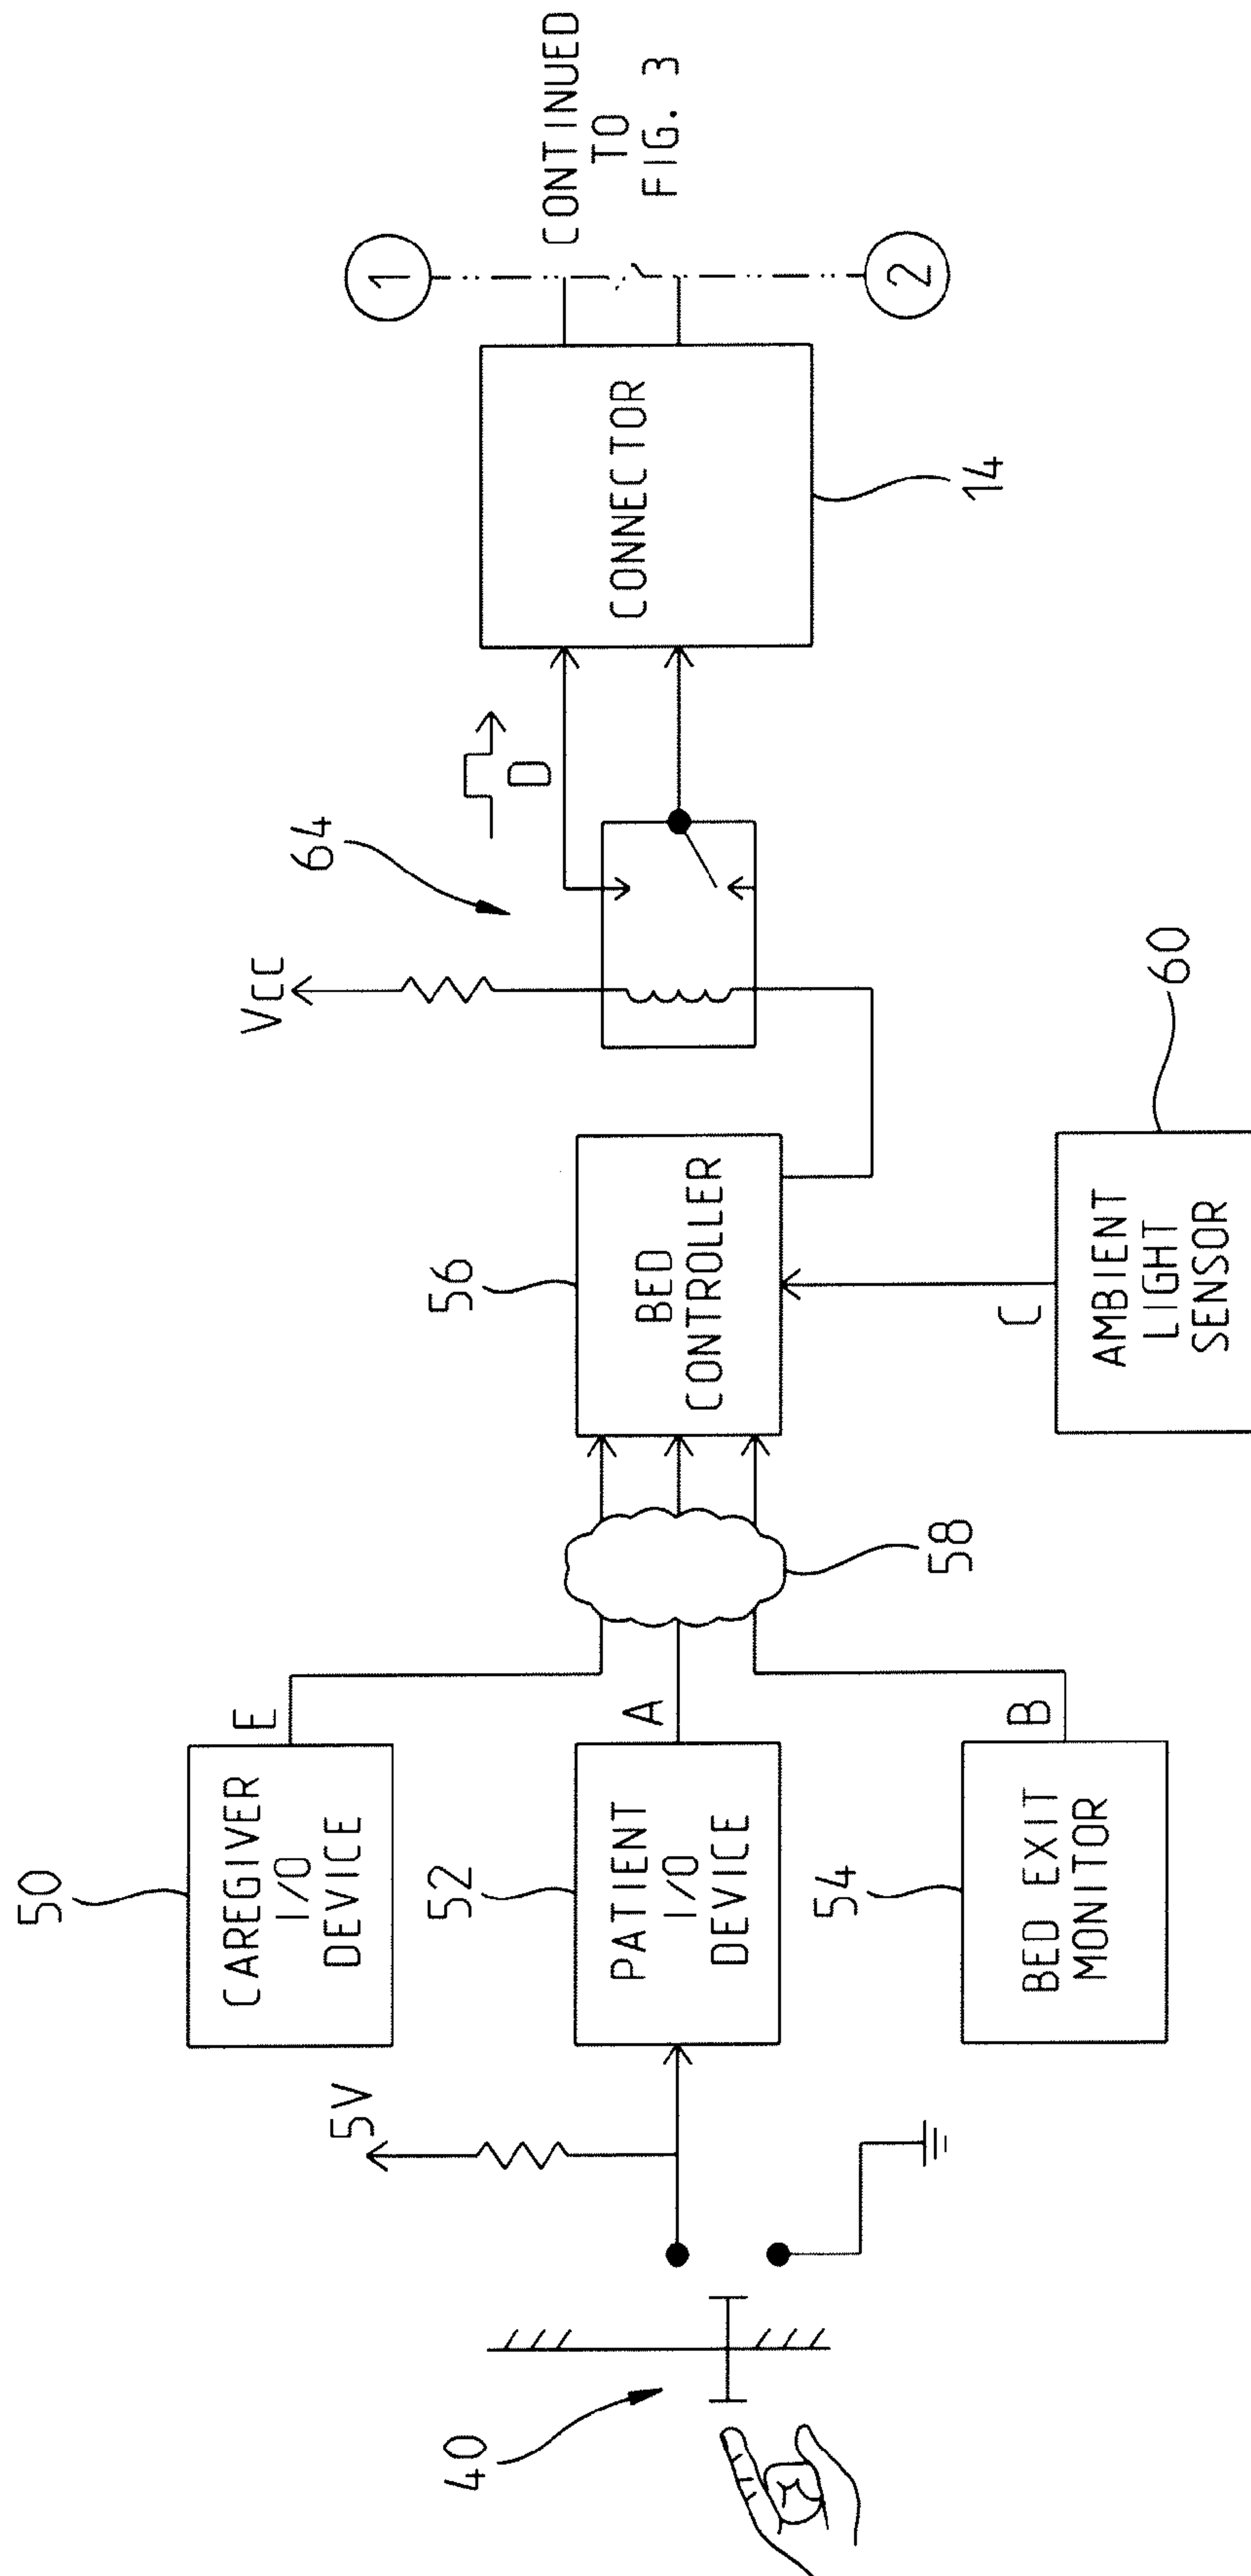 40
5V
50
CAREGIVER
I/O
DEVICE
E
52
PATIENT
I/O
DEVICE
A
54
BED EXIT
MONITOR
B
58
56
BED
CONTROLLER
C
AMBIENT
LIGHT
SENSOR
60
VCC
64
D
CONNECTOR
14
1
2
CONTINUED
TO
FIG. 3